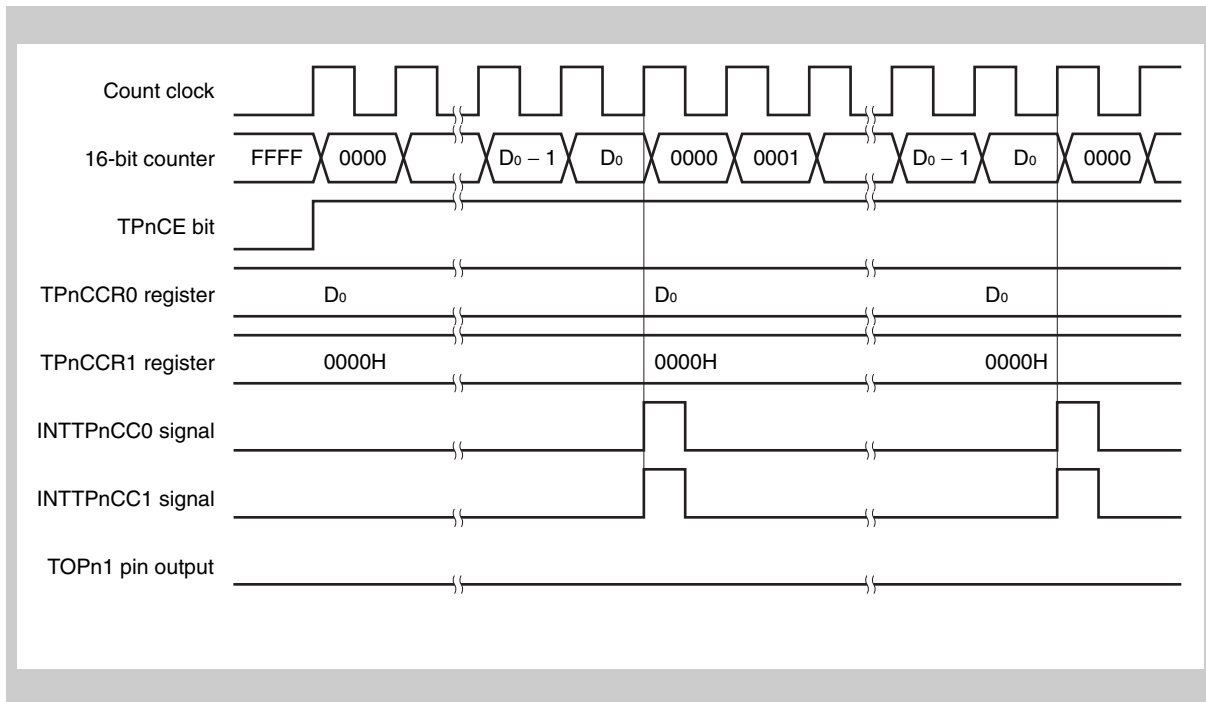 Count clock
16-bit counter FFFF 0000 D₀ − 1 D₀ 0000 0001 D₀ − 1 D₀ 0000
TPnCE bit
TPnCCR0 register D₀ D₀ D₀
TPnCCR1 register 0000H 0000H 0000H
INTTPnCC0 signal
INTTPnCC1 signal
TOPn1 pin output